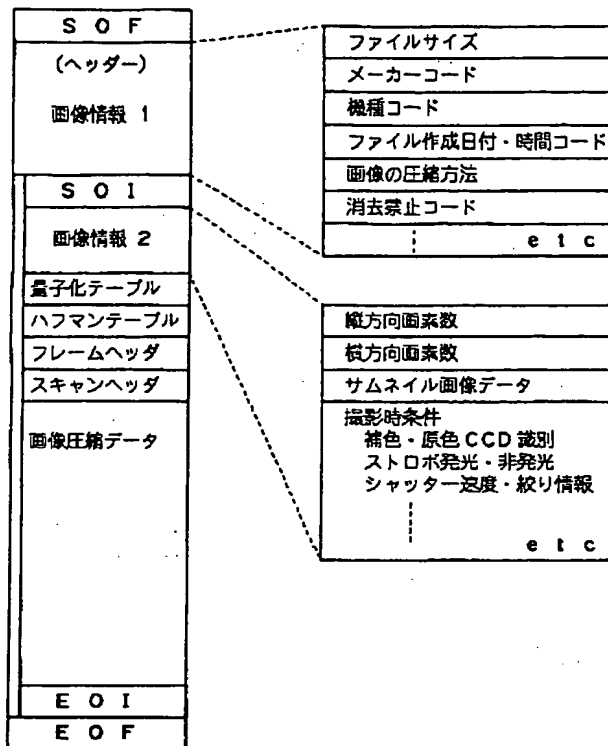 S O F
(ヘッダー)
画像情報 1
S O I
画像情報 2
量子化テーブル
ハフマンテーブル
フレームヘッダ
スキャンヘッダ
画像圧縮データ
E O I
E O F
ファイルサイズ
メーカーコード
機種コード
ファイル作成日付・時間コード
画像の圧縮方法
消去禁止コード
e t c
縦方向画素数
横方向画素数
サムネイル画像データ
撮影時条件
補色・原色 CCD 識別
ストロボ発光・非発光
シャッター速度・絞り情報
e t c